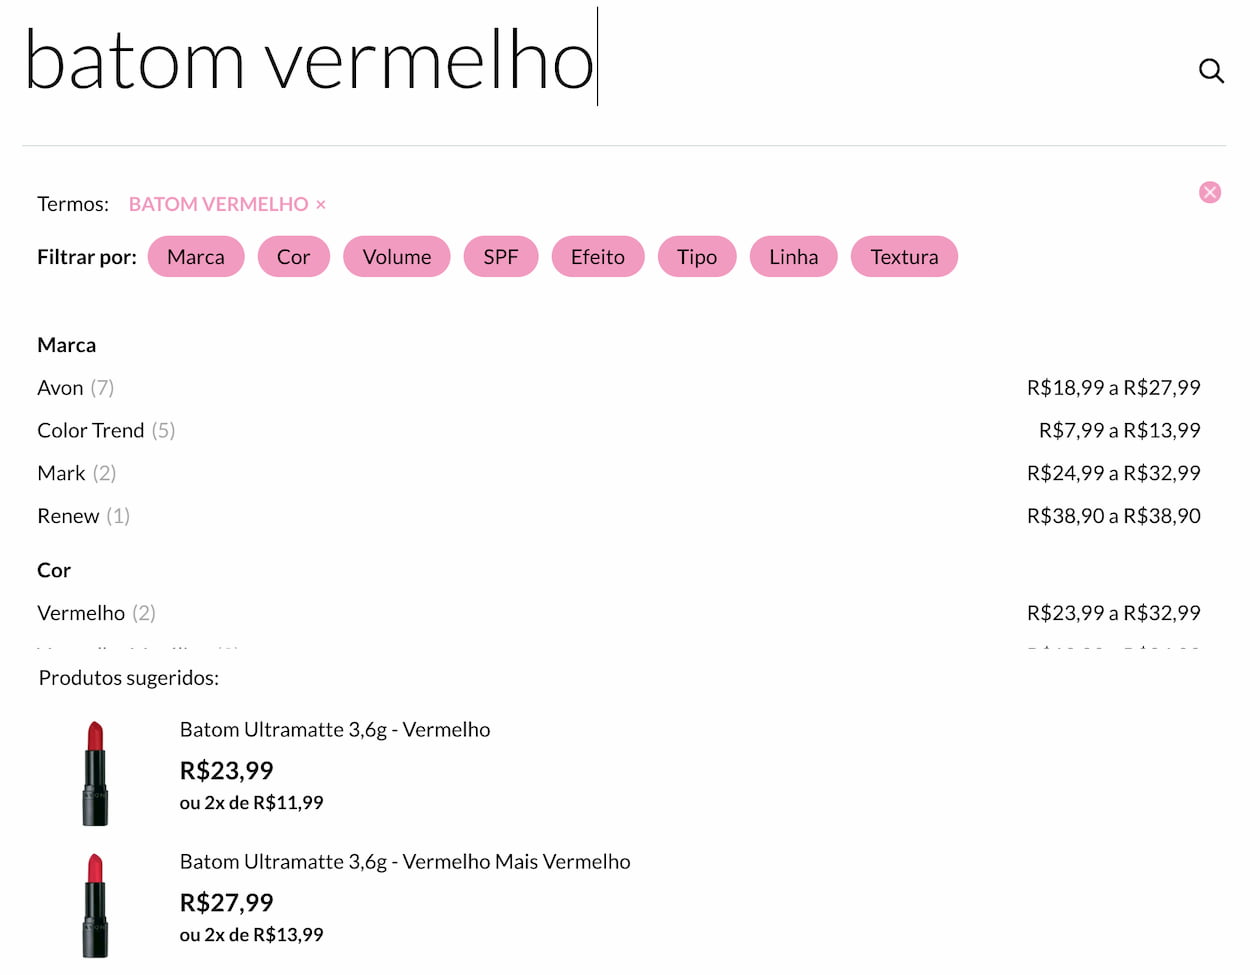 batom vermelho
Termos: BATOM VERMELHO ×
Filtrar por: Marca Cor Volume SPF Efeito Tipo Linha Textura
Marca
Avon (7) R$18,99 a R$27,99
Color Trend (5) R$7,99 a R$13,99
Mark (2) R$24,99 a R$32,99
Renew (1) R$38,90 a R$38,90
Cor
Vermelho (2) R$23,99 a R$32,99
Produtos sugeridos:
Batom Ultramatte 3,6g - Vermelho
R$23,99
ou 2x de R$11,99
Batom Ultramatte 3,6g - Vermelho Mais Vermelho
R$27,99
ou 2x de R$13,99